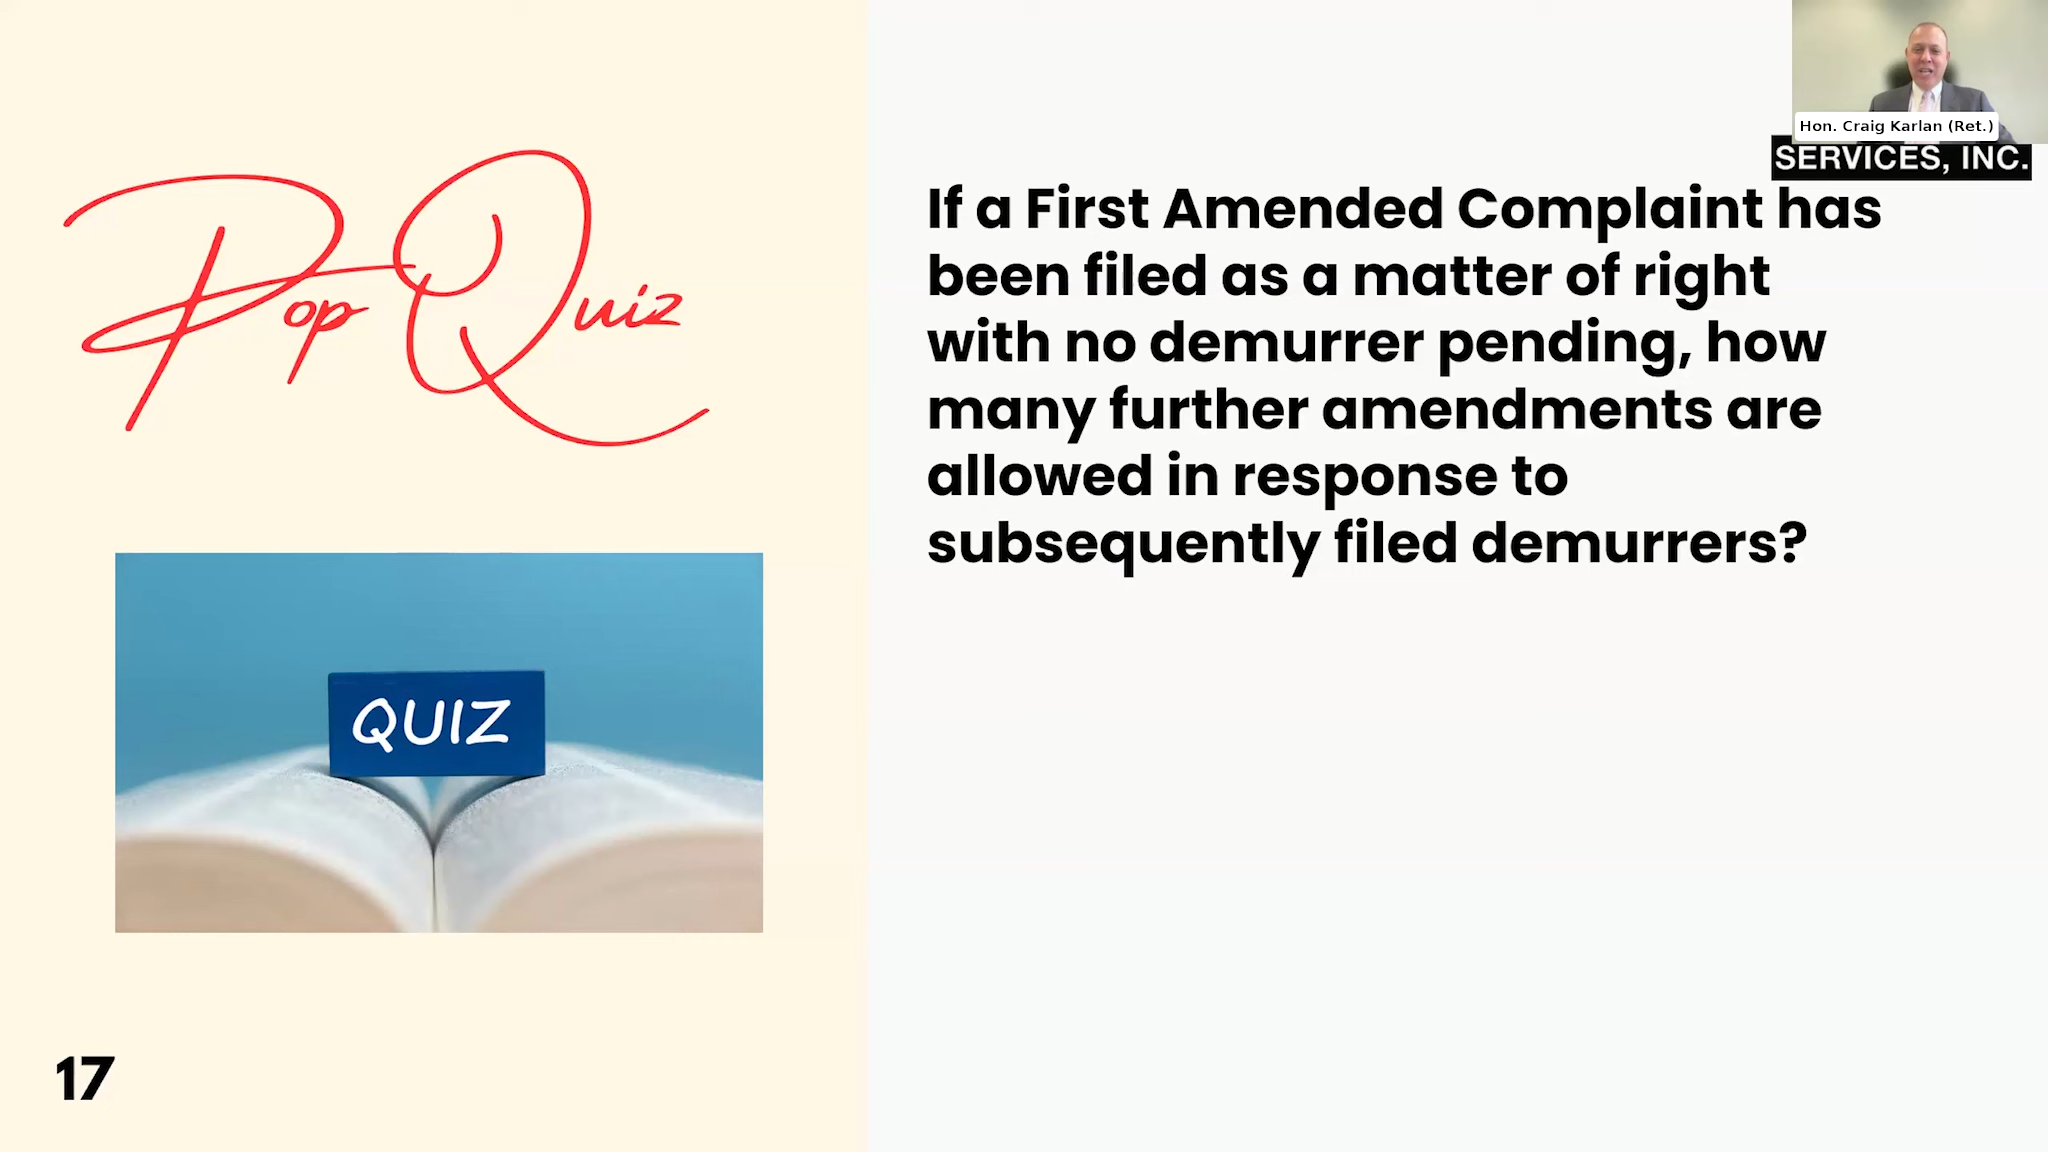 Pop Quiz
QUIZ
17
Hon. Craig Karlan (Ret.)
SERVICES, INC.
If a First Amended Complaint has
been filed as a matter of right
with no demurrer pending, how
many further amendments are
allowed in response to
subsequently filed demurrers?